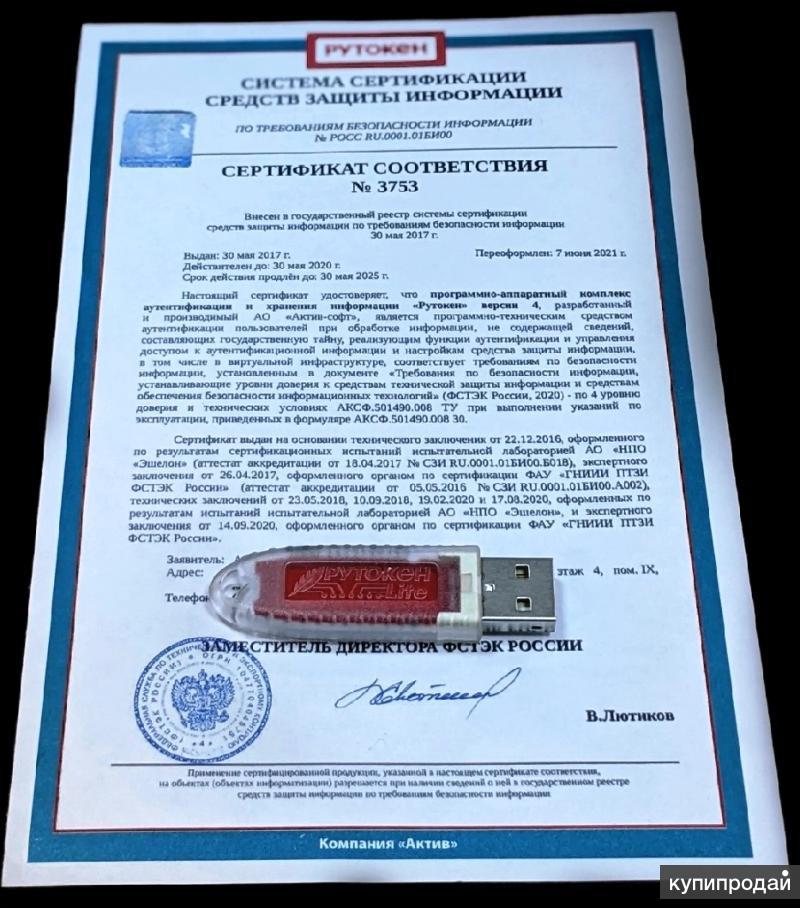 РУТОКЕН
СИСТЕМА СЕРТИФИКАЦИИ
СРЕДСТВ ЗАЩИТЫ ИНФОРМАЦИИ
ПО ТРЕБОВАНИЯМ БЕЗОПАСНОСТИ ИНФОРМАЦИИ
№ РОСС RU.0001.01БИ00
СЕРТИФИКАТ СООТВЕТСТВИЯ
№ 3753
Внесен в государственный реестр системы сертификации
средств защиты информации по требованиям безопасности информации
30 мая 2017 г.
Выдан: 30 мая 2017 г. Переоформлен: 7 июня 2021 г.
Действителен до: 30 мая 2020 г.
Срок действия продлён до: 30 мая 2025 г.
Настоящий сертификат удостоверяет, что программно-аппаратный комплекс
аутентификации и хранения информации «Рутокен» версии 4, разработанный
и производимый АО «Актив-софт», является программно-техническим средством
аутентификации пользователей при обработке информации, не содержащей сведений,
составляющих государственную тайну, реализующим функции аутентификации и управления
доступом к аутентификационной информации и настройкам средства защиты информации,
в том числе в виртуальной инфраструктуре, соответствует требованиям по безопасности
информации, установленным в документе «Требования по безопасности информации,
устанавливающие уровни доверия к средствам технической защиты информации и средствам
обеспечения безопасности информационных технологий» (ФСТЭК России, 2020) - по 4 уровню
доверия и технических условиях АКСФ.501490.008 ТУ при выполнении указаний по
эксплуатации, приведенных в формуляре АКСФ.501490.008 30.
Сертификат выдан на основании технического заключения от 22.12.2016, оформленного
по результатам сертификационных испытаний испытательной лабораторией АО «НПО
«Эшелон» (аттестат аккредитации от 18.04.2017 № СЗИ RU.0001.01БИ00.Б018), экспертного
заключения от 26.04.2017, оформленного органом по сертификации ФАУ «ГНИИИ ПТЗИ
ФСТЭК России» (аттестат аккредитации от 05.05.2016 № СЗИ RU.0001.01БИ00.А002),
технических заключений от 23.05.2018, 10.09.2018, 19.02.2020 и 17.08.2020, оформленных по
результатам испытаний испытательной лабораторией АО «НПО «Эшелон», и экспертного
заключения от 14.09.2020, оформленного органом по сертификации ФАУ «ГНИИИ ПТЗИ
ФСТЭК России».
Заявитель:
Адрес: этаж 4, пом. IX,
РУТОКЕН
Lite
ЗАМЕСТИТЕЛЬ ДИРЕКТОРА ФСТЭК РОССИИ
В.Лютиков
Применение сертифицированной продукции, указанной в настоящем сертификате соответствия,
на объектах (объектах информатизации) разрешается при наличии сведений о ней в государственном реестре
средств защиты информации по требованиям безопасности информации
Компания «Актив»
купипродай